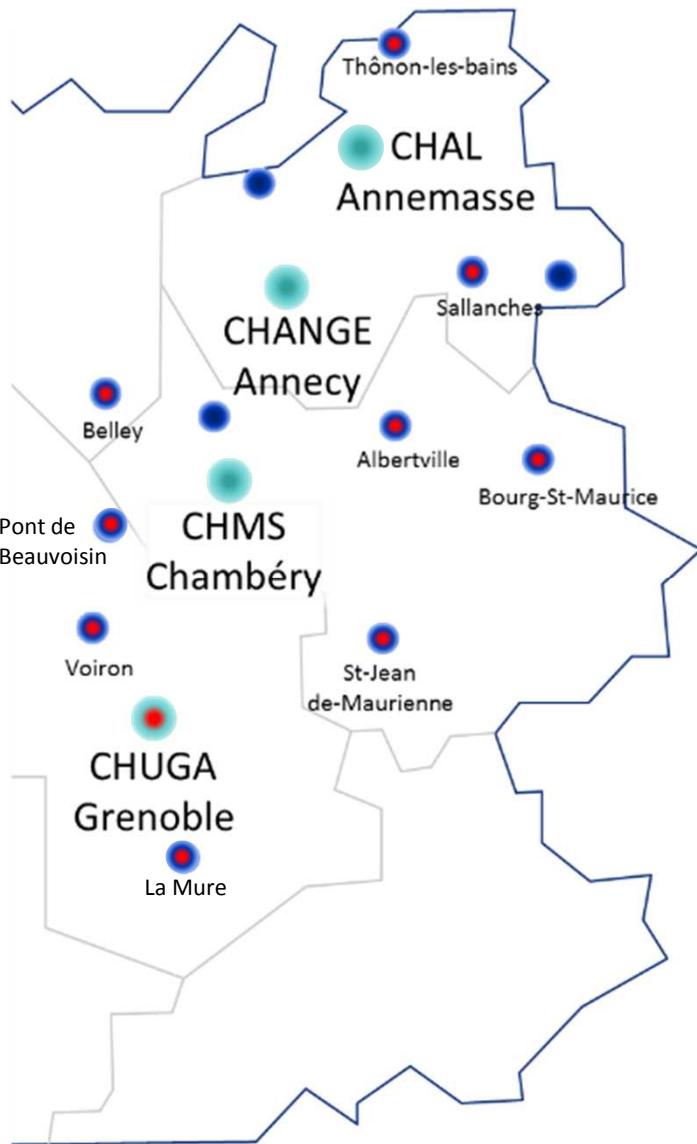 Thônon-les-bains
CHAL
Annemasse
Sallanches
CHANGE
Annecy
Belley
Albertville
Bourg-St-Maurice
Pont de
Beauvoisin
CHMS
Chambéry
Voiron
St-Jean
de-Maurienne
CHUGA
Grenoble
La Mure